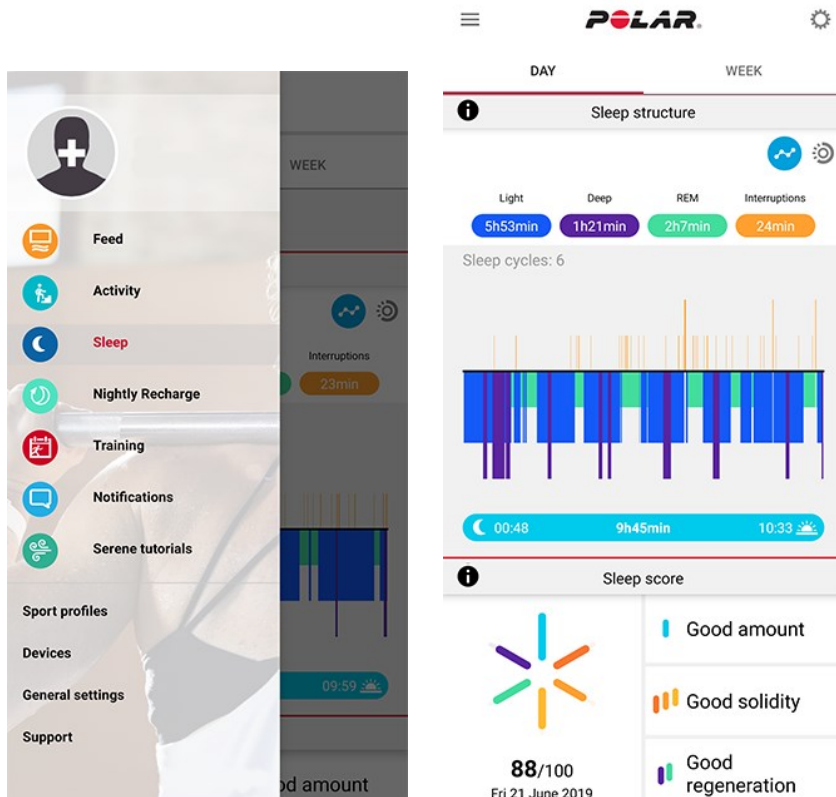 WEEK
Feed
Activity
Sleep
Interruptions
23min
Nightly Recharge
Training
Notifications
Serene tutorials
Sport profiles
Devices
General settings
09:59
Support
od amount
POLAR
DAY WEEK
Sleep structure
Light Deep REM Interruptions
5h53min 1h21min 2h7min 24min
Sleep cycles: 6
00:48 9h45min 10:33
Sleep score
Good amount
Good solidity
Good
regeneration
88/100
Fri 21 June 2019